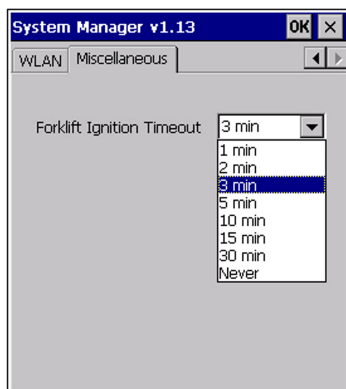 System Manager v1.13 OK ×
WLAN Miscellaneous
Forklift Ignition Timeout 3 min
1 min
2 min
3 min
5 min
10 min
15 min
30 min
Never